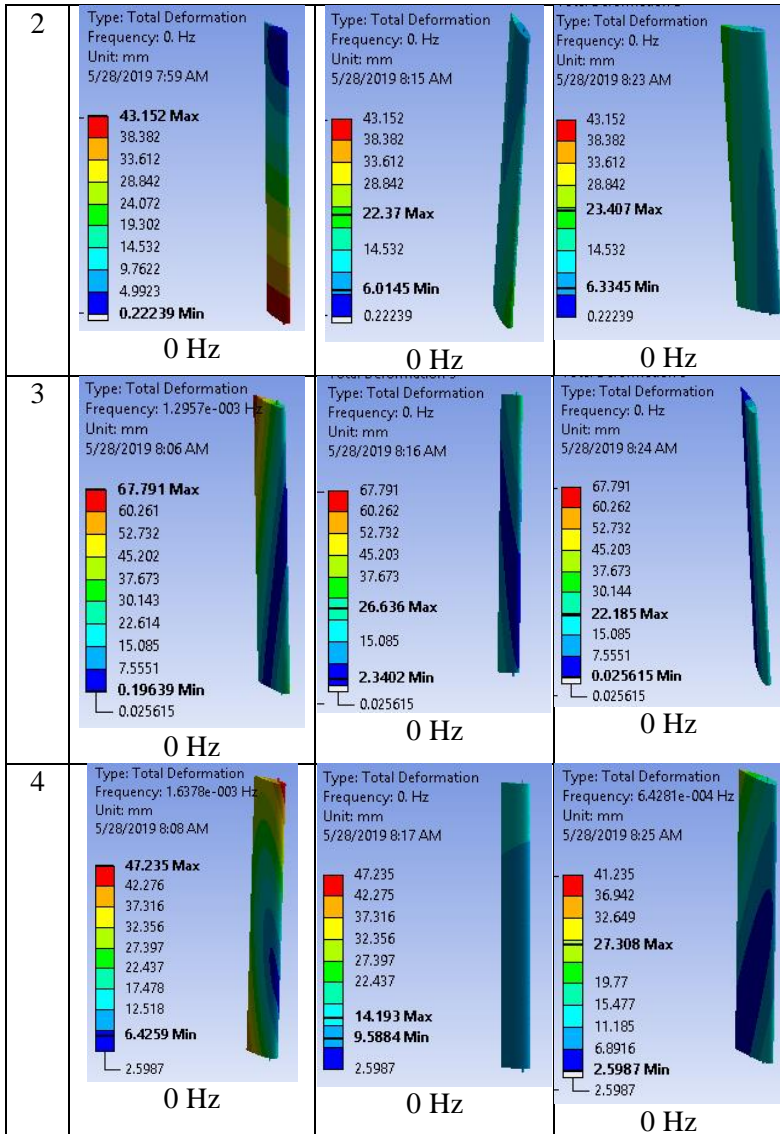 2
Type: Total Deformation
Frequency: 0. Hz
Unit: mm
5/28/2019 7:59 AM
43.152 Max
38.382
33.612
28.842
24.072
19.302
14.532
9.7622
4.9923
0.22239 Min
0 Hz
Type: Total Deformation
Frequency: 0. Hz
Unit: mm
5/28/2019 8:15 AM
43.152
38.382
33.612
28.842
22.37 Max
14.532
6.0145 Min
0.22239
0 Hz
Frequency: 0. Hz
Unit: mm
5/28/2019 8:23 AM
43.152
38.382
33.612
28.842
23.407 Max
14.532
6.3345 Min
0.22239
0 Hz
3
Type: Total Deformation
Frequency: 1.2957e-003 Hz
Unit: mm
5/28/2019 8:06 AM
67.791 Max
60.261
52.732
45.202
37.673
30.143
22.614
15.085
7.5551
0.19639 Min
0.025615
0 Hz
Frequency: 0. Hz
Unit: mm
5/28/2019 8:16 AM
67.791
60.262
52.732
45.203
37.673
26.636 Max
15.085
2.3402 Min
0.025615
0 Hz
Frequency: 0. Hz
Unit: mm
5/28/2019 8:24 AM
67.791
60.262
52.732
45.203
37.673
30.144
22.185 Max
15.085
7.5551
0.025615 Min
0.025615
0 Hz
4
Type: Total Deformation
Frequency: 1.6378e-003 Hz
Unit: mm
5/28/2019 8:08 AM
47.235 Max
42.276
37.316
32.356
27.397
22.437
17.478
12.518
6.4259 Min
2.5987
0 Hz
Type: Total Deformation
Frequency: 0. Hz
Unit: mm
5/28/2019 8:17 AM
47.235
42.275
37.316
32.356
27.397
22.437
14.193 Max
9.5884 Min
2.5987
0 Hz
Type: Total Deformation
Frequency: 6.4281e-004 Hz
Unit: mm
5/28/2019 8:25 AM
41.235
36.942
32.649
27.308 Max
19.77
15.477
11.185
6.8916
2.5987 Min
2.5987
0 Hz